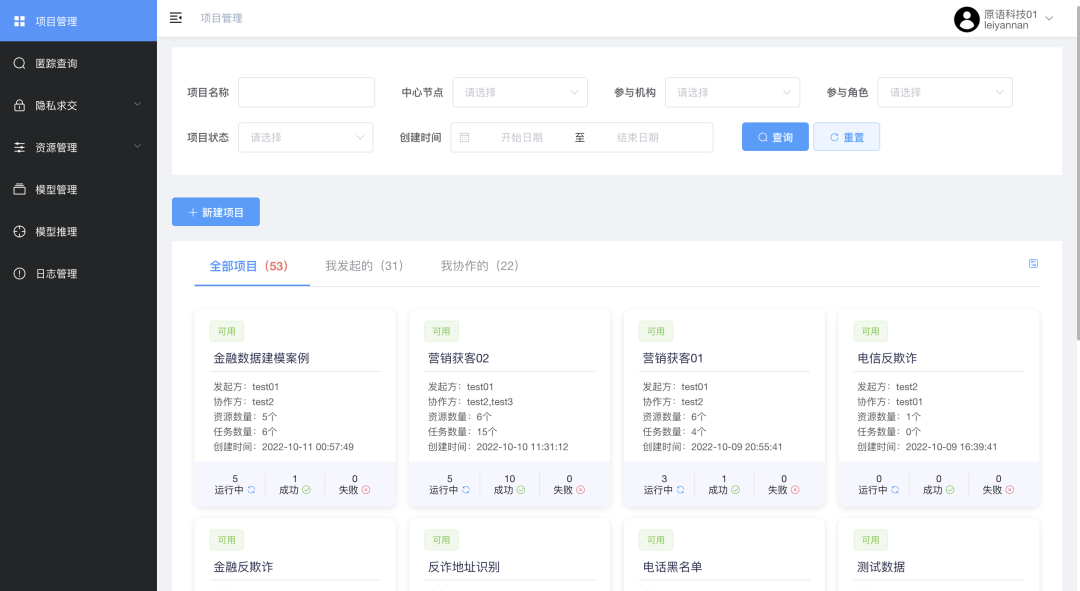 项目管理
匿踪查询
隐私求交
资源管理
模型管理
模型推理
日志管理
项目管理
原语科技01
leiyannan
项目名称
中心节点 请选择
参与机构 请选择
参与角色 请选择
项目状态 请选择
创建时间 开始日期 至 结束日期
查询
重置
+ 新建项目
全部项目（53） 我发起的（31） 我协作的（22）
可用
金融数据建模案例
发起方：test01
协作方：test2
资源数量：5个
任务数量：6个
创建时间：2022-10-11 00:57:49
5 1 0
运行中 成功 失败
可用
营销获客02
发起方：test01
协作方：test2,test3
资源数量：6个
任务数量：15个
创建时间：2022-10-10 11:31:12
5 10 0
运行中 成功 失败
可用
营销获客01
发起方：test01
协作方：test2
资源数量：6个
任务数量：4个
创建时间：2022-10-09 20:55:41
3 1 0
运行中 成功 失败
可用
电信反欺诈
发起方：test2
协作方：test01
资源数量：1个
任务数量：0个
创建时间：2022-10-09 16:39:41
0 0 0
运行中 成功 失败
可用
金融反欺诈
可用
反诈地址识别
可用
电话黑名单
可用
测试数据